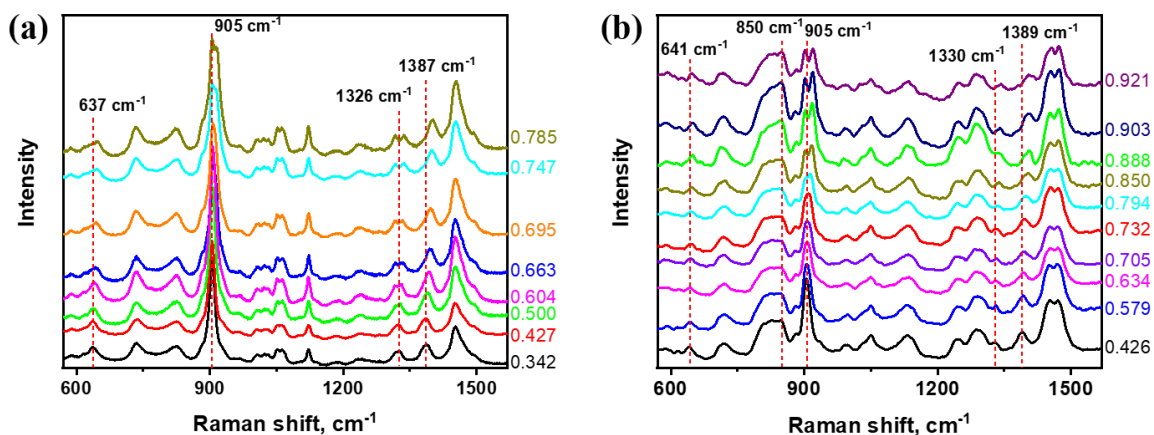 (a)
905 cm⁻¹
1387 cm⁻¹
637 cm⁻¹
1326 cm⁻¹
0.785
0.747
0.695
0.663
0.604
0.500
0.427
0.342
Intensity
600 900 1200 1500
Raman shift, cm⁻¹
(b)
850 cm⁻¹ 905 cm⁻¹
1389 cm⁻¹
641 cm⁻¹
1330 cm⁻¹
0.921
0.903
0.888
0.850
0.794
0.732
0.705
0.634
0.579
0.426
Intensity
600 900 1200 1500
Raman shift, cm⁻¹